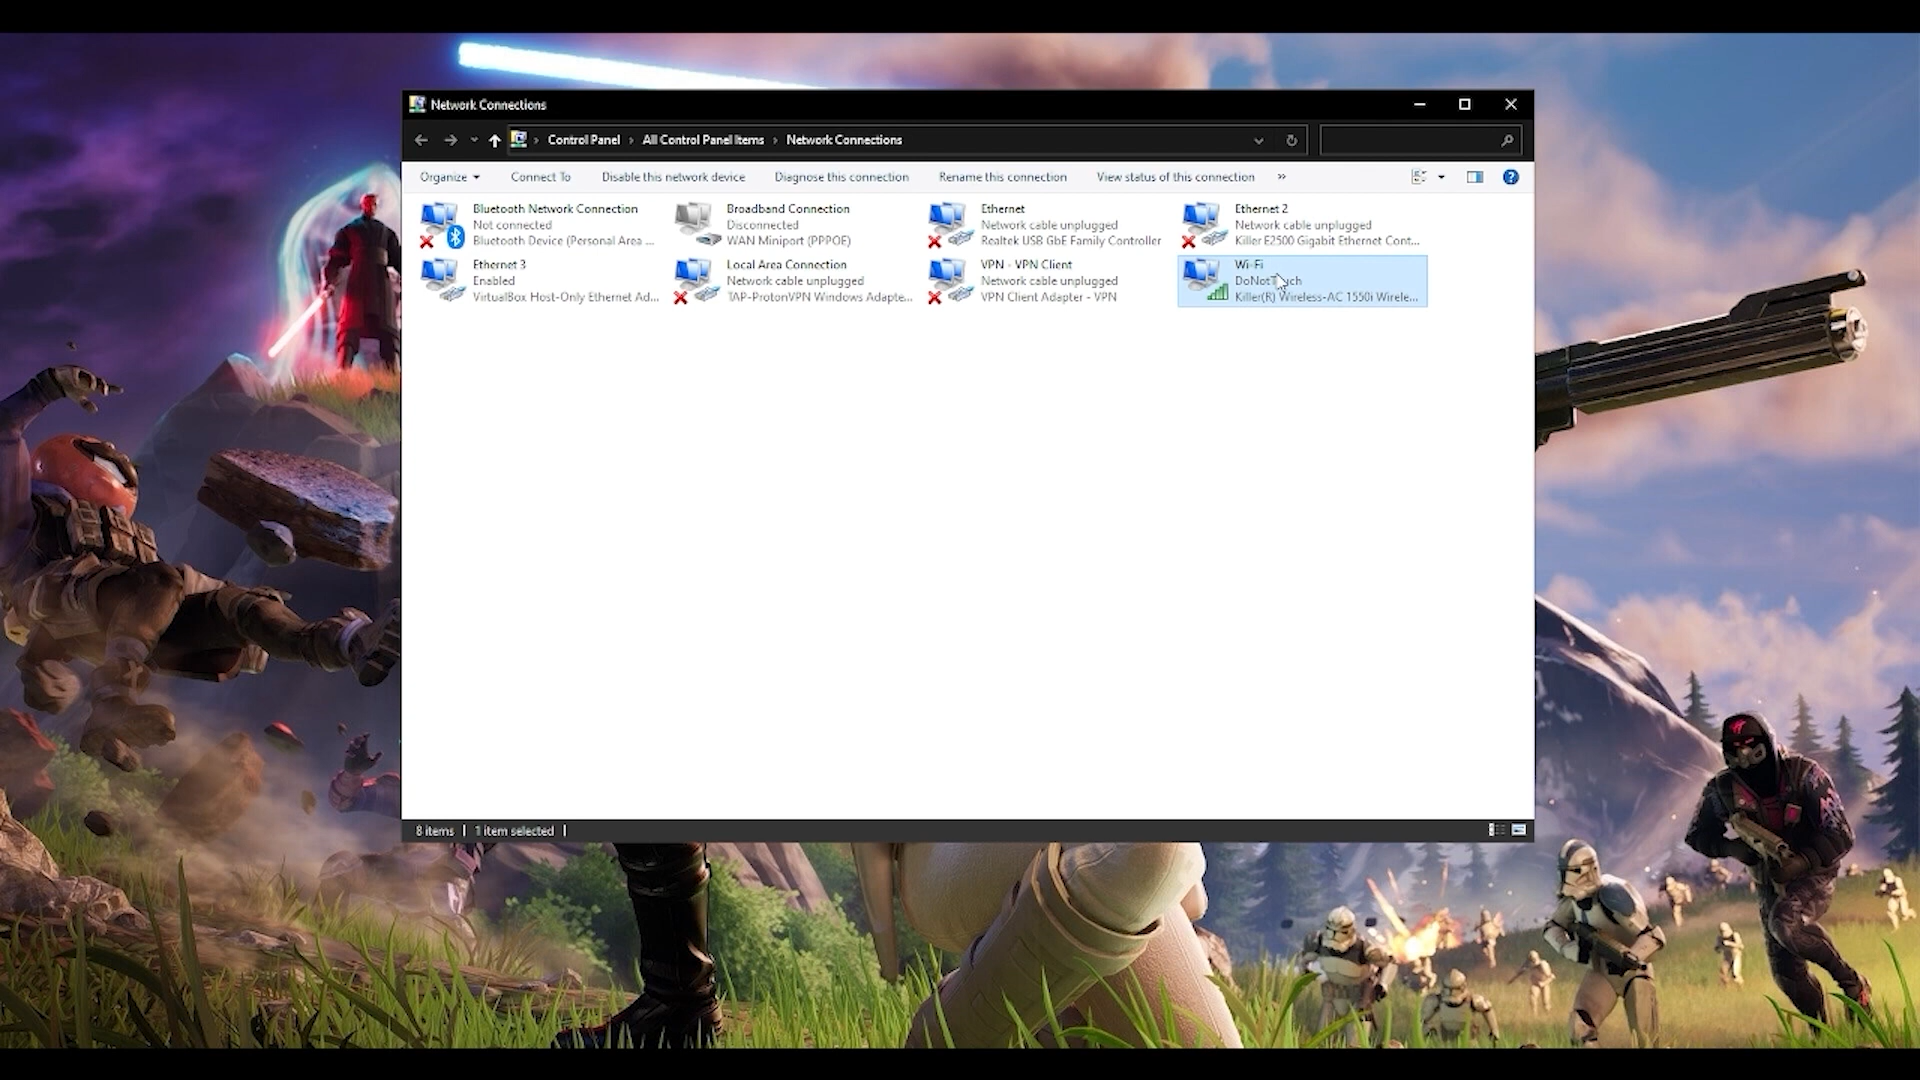 Network Connections
Control Panel > All Control Panel Items > Network Connections
Organize Connect To Disable this network device Diagnose this connection Rename this connection View status of this connection »
Bluetooth Network Connection
Not connected
Bluetooth Device (Personal Area ...
Broadband Connection
Disconnected
WAN Miniport (PPPOE)
Ethernet
Network cable unplugged
Realtek USB GbE Family Controller
Ethernet 2
Network cable unplugged
Killer E2500 Gigabit Ethernet Cont...
Ethernet 3
Enabled
VirtualBox Host-Only Ethernet Ad...
Local Area Connection
Network cable unplugged
TAP-ProtonVPN Windows Adapte...
VPN - VPN Client
Network cable unplugged
VPN Client Adapter - VPN
Wi-Fi
Killer(R) Wireless-AC 1550i Wirele...
8 items | 1 item selected |